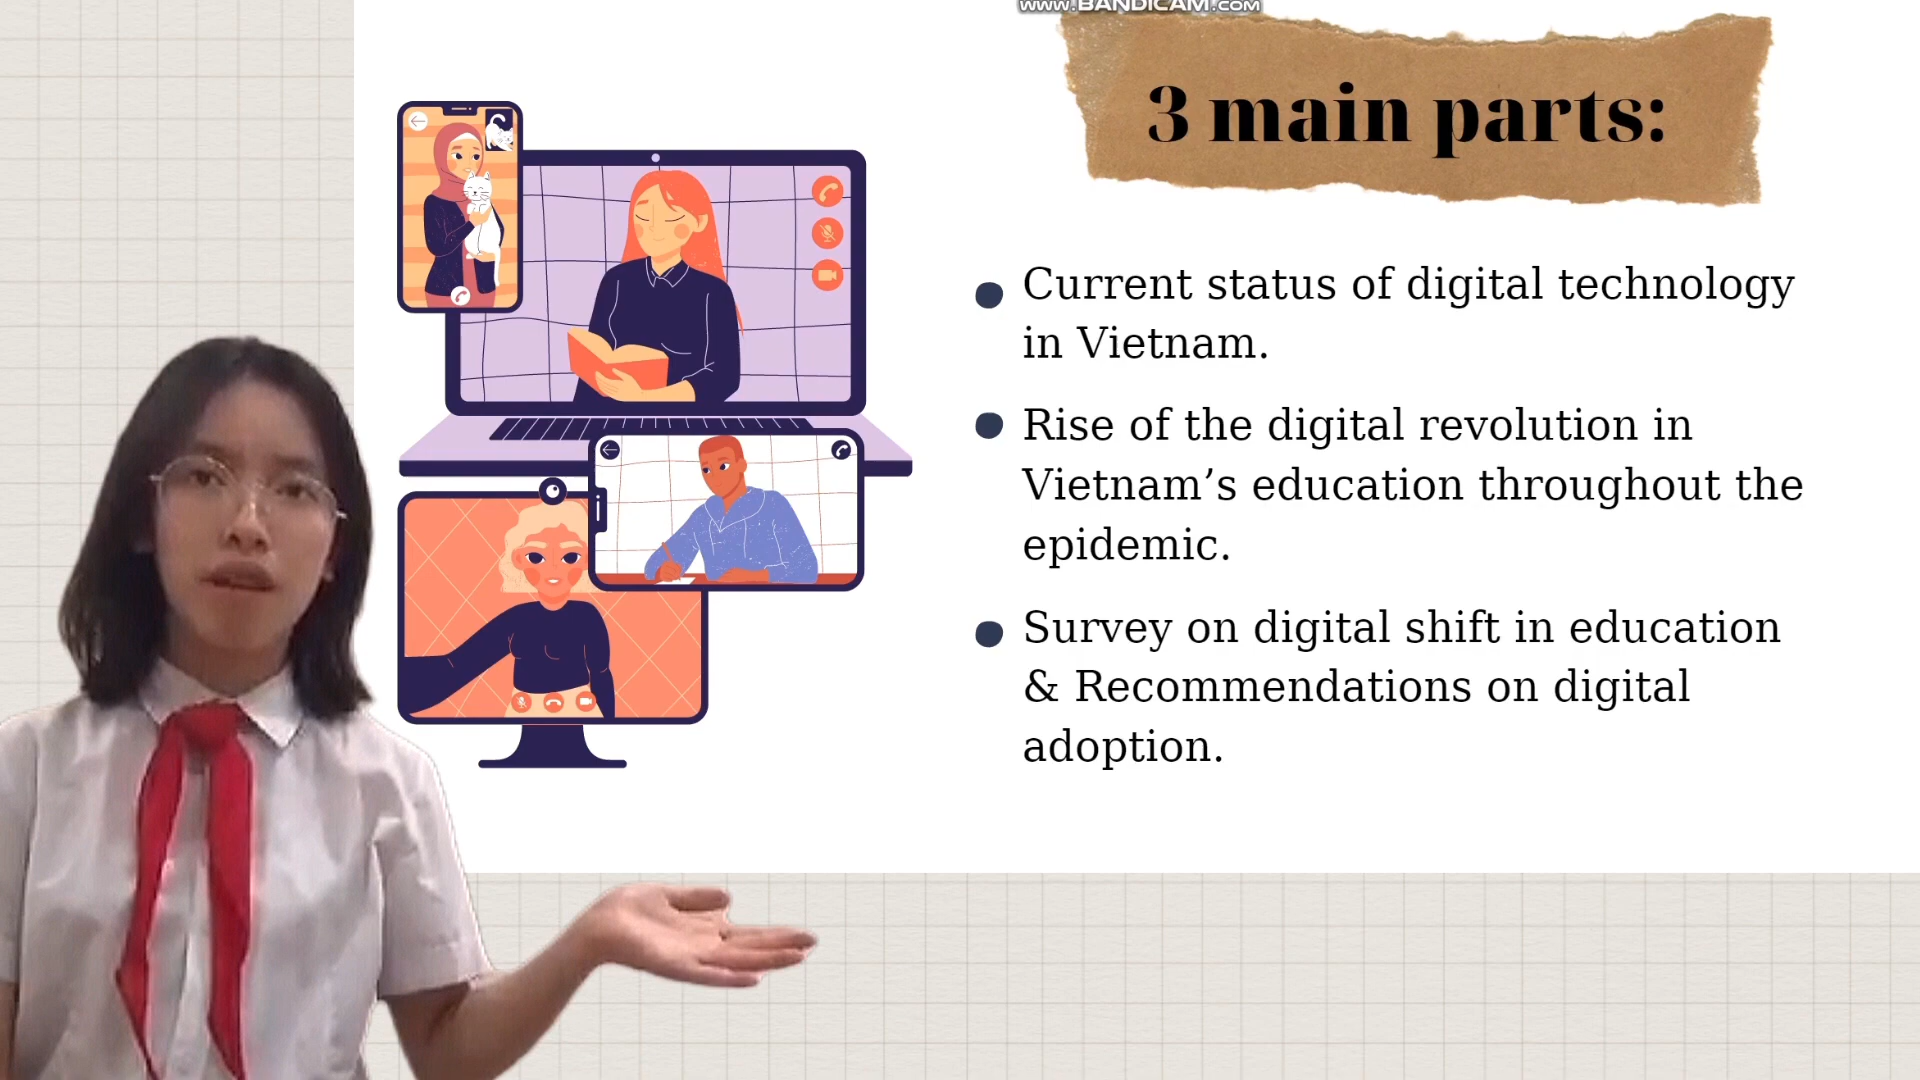 www.BANDICAM.com
3 main parts:
Current status of digital technology
in Vietnam.
Rise of the digital revolution in
Vietnam’s education throughout the
epidemic.
Survey on digital shift in education
& Recommendations on digital
adoption.